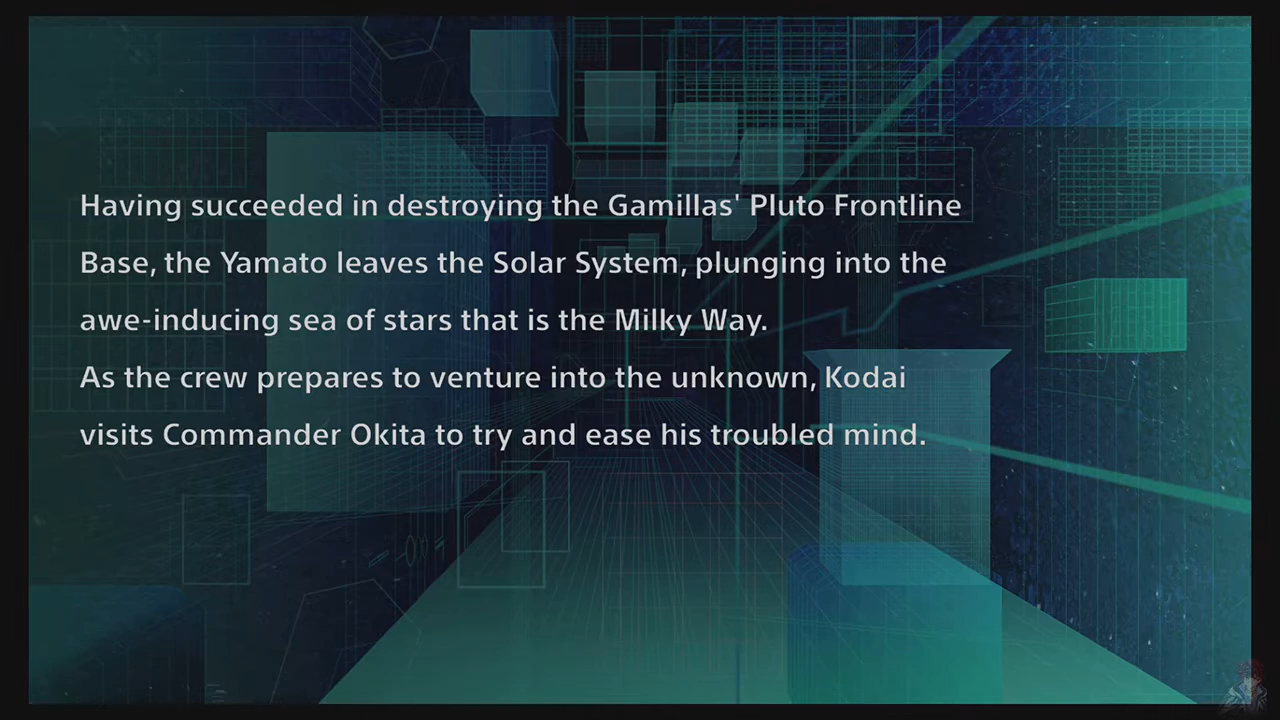 Having succeeded in destroying the Gamillas' Pluto Frontline
Base, the Yamato leaves the Solar System, plunging into the
awe-inducing sea of stars that is the Milky Way.
As the crew prepares to venture into the unknown, Kodai
visits Commander Okita to try and ease his troubled mind.